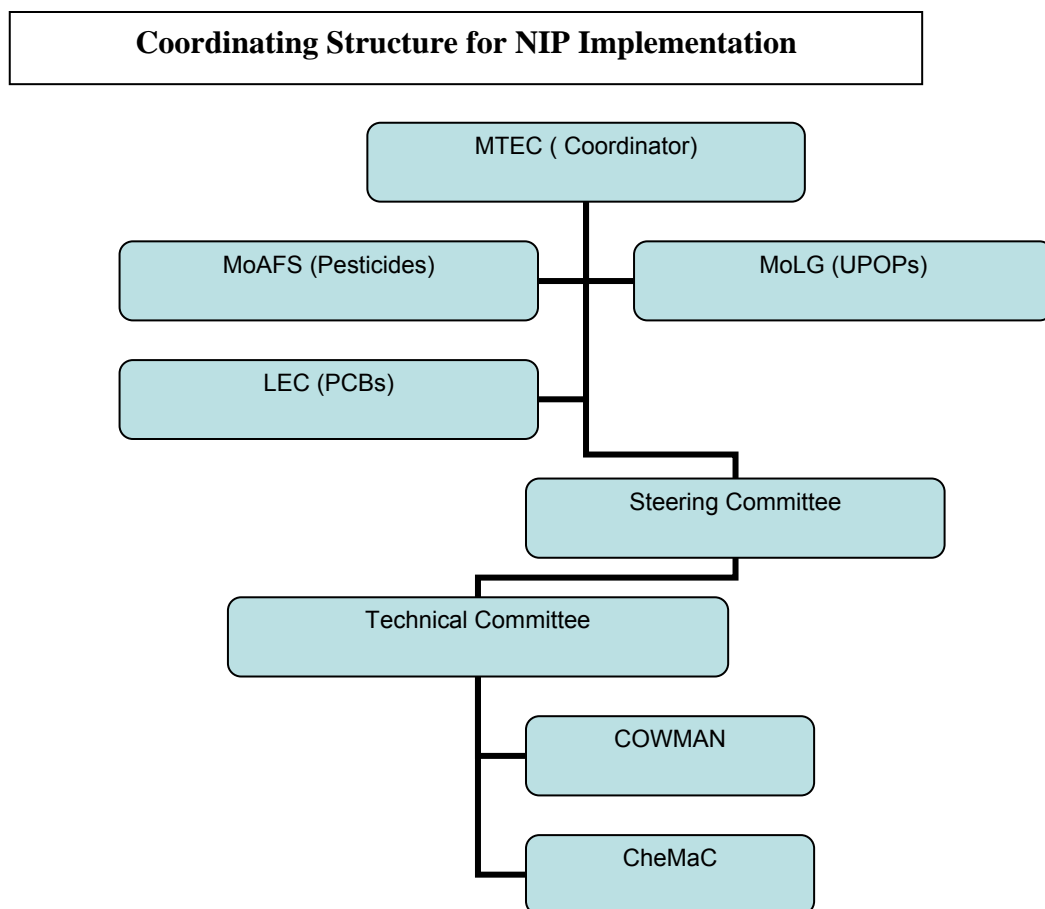 Coordinating Structure for NIP Implementation
MTEC ( Coordinator)
MoAFS (Pesticides)
MoLG (UPOPs)
LEC (PCBs)
Steering Committee
Technical Committee
COWMAN
CheMaC